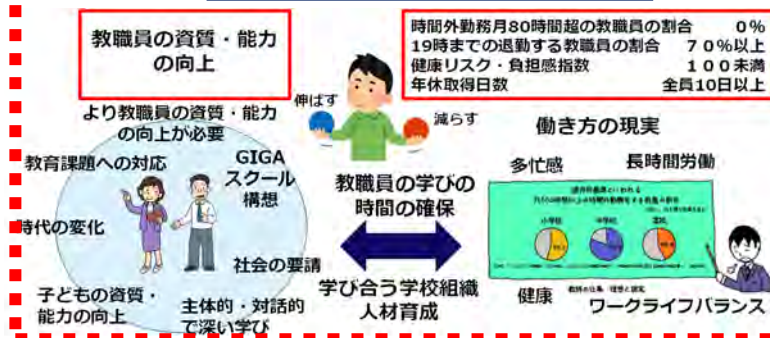 教職員の資質・能力
の向上
時間外勤務月80時間超の教職員の割合　0%
19時までの退勤する教職員の割合　70%以上
健康リスク・負担感指数　100未満
年休取得日数　全員10日以上
伸ばす
減らす
より教職員の資質・能力
の向上が必要
教育課題への対応
GIGA
スクール
構想
時代の変化
社会の要請
子どもの資質・
能力の向上
主体的・対話的
で深い学び
教職員の学びの
時間の確保
学び合う学校組織
人材育成
働き方の現実
多忙感
長時間労働
小学校
中学校
高校
健康
ワークライフバランス